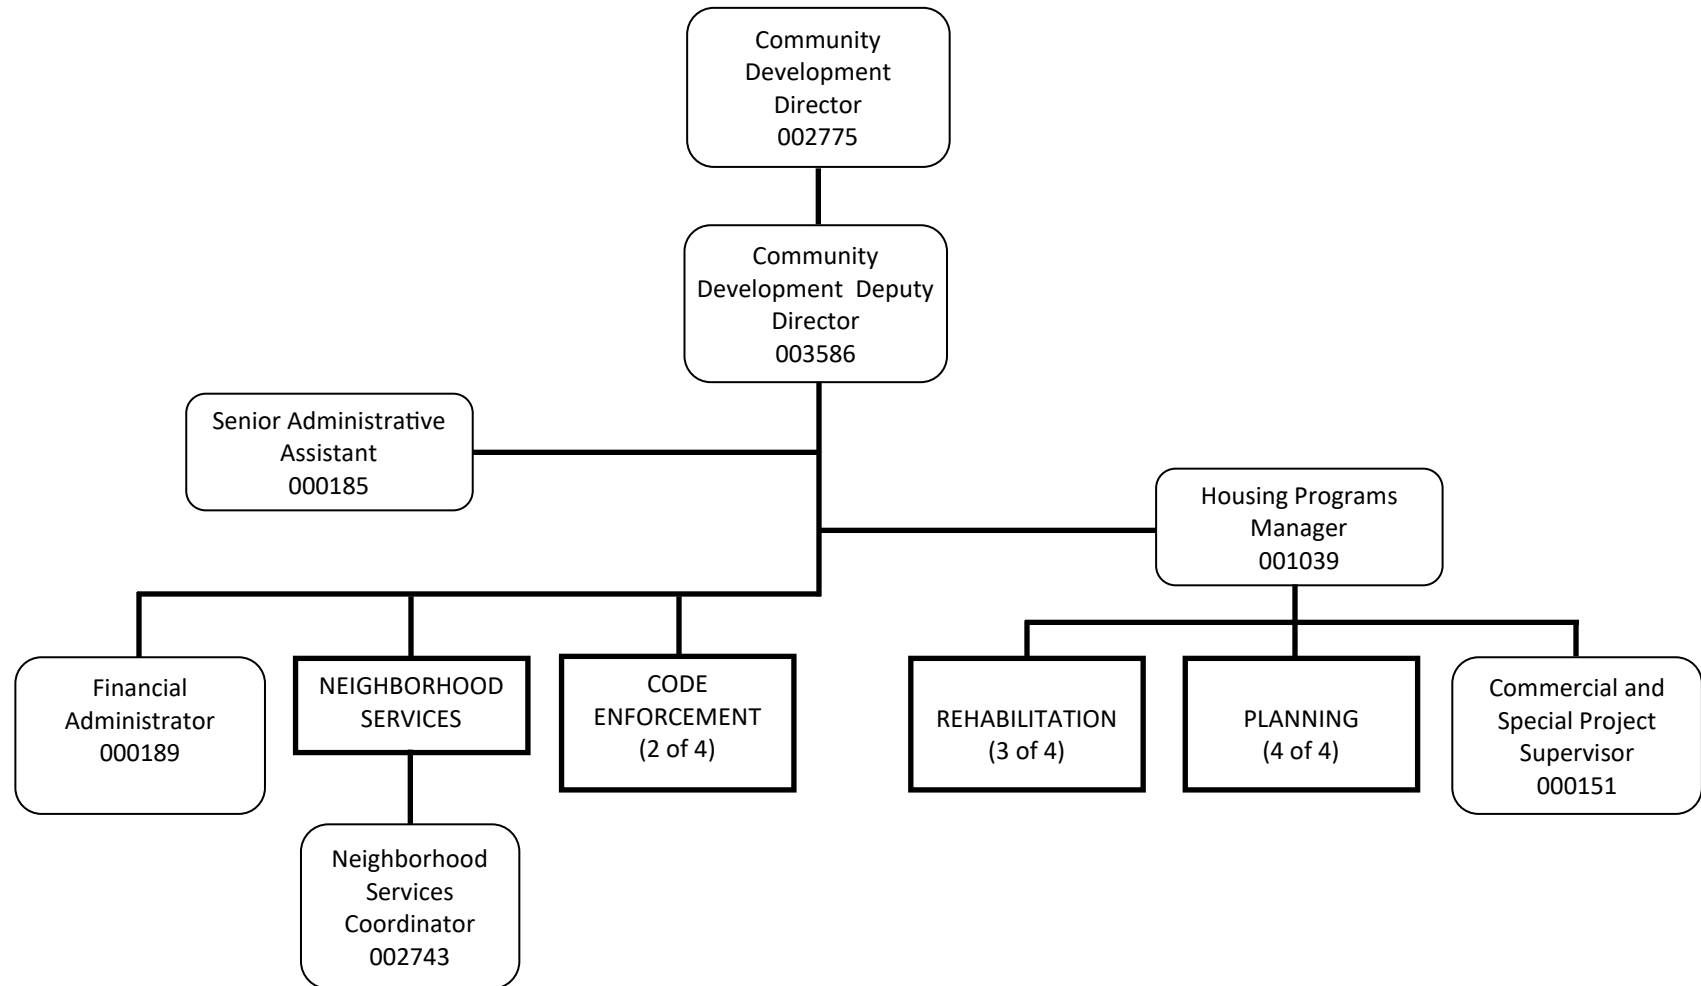 Community
Development
Director
002775
Community
Development  Deputy
Director
003586
Senior Administrative
Assistant
000185
Housing Programs
Manager
001039
Financial
Administrator
000189
NEIGHBORHOOD
SERVICES
CODE
ENFORCEMENT
(2 of 4)
REHABILITATION
(3 of 4)
PLANNING
(4 of 4)
Commercial and
Special Project
Supervisor
000151
Neighborhood
Services
Coordinator
002743